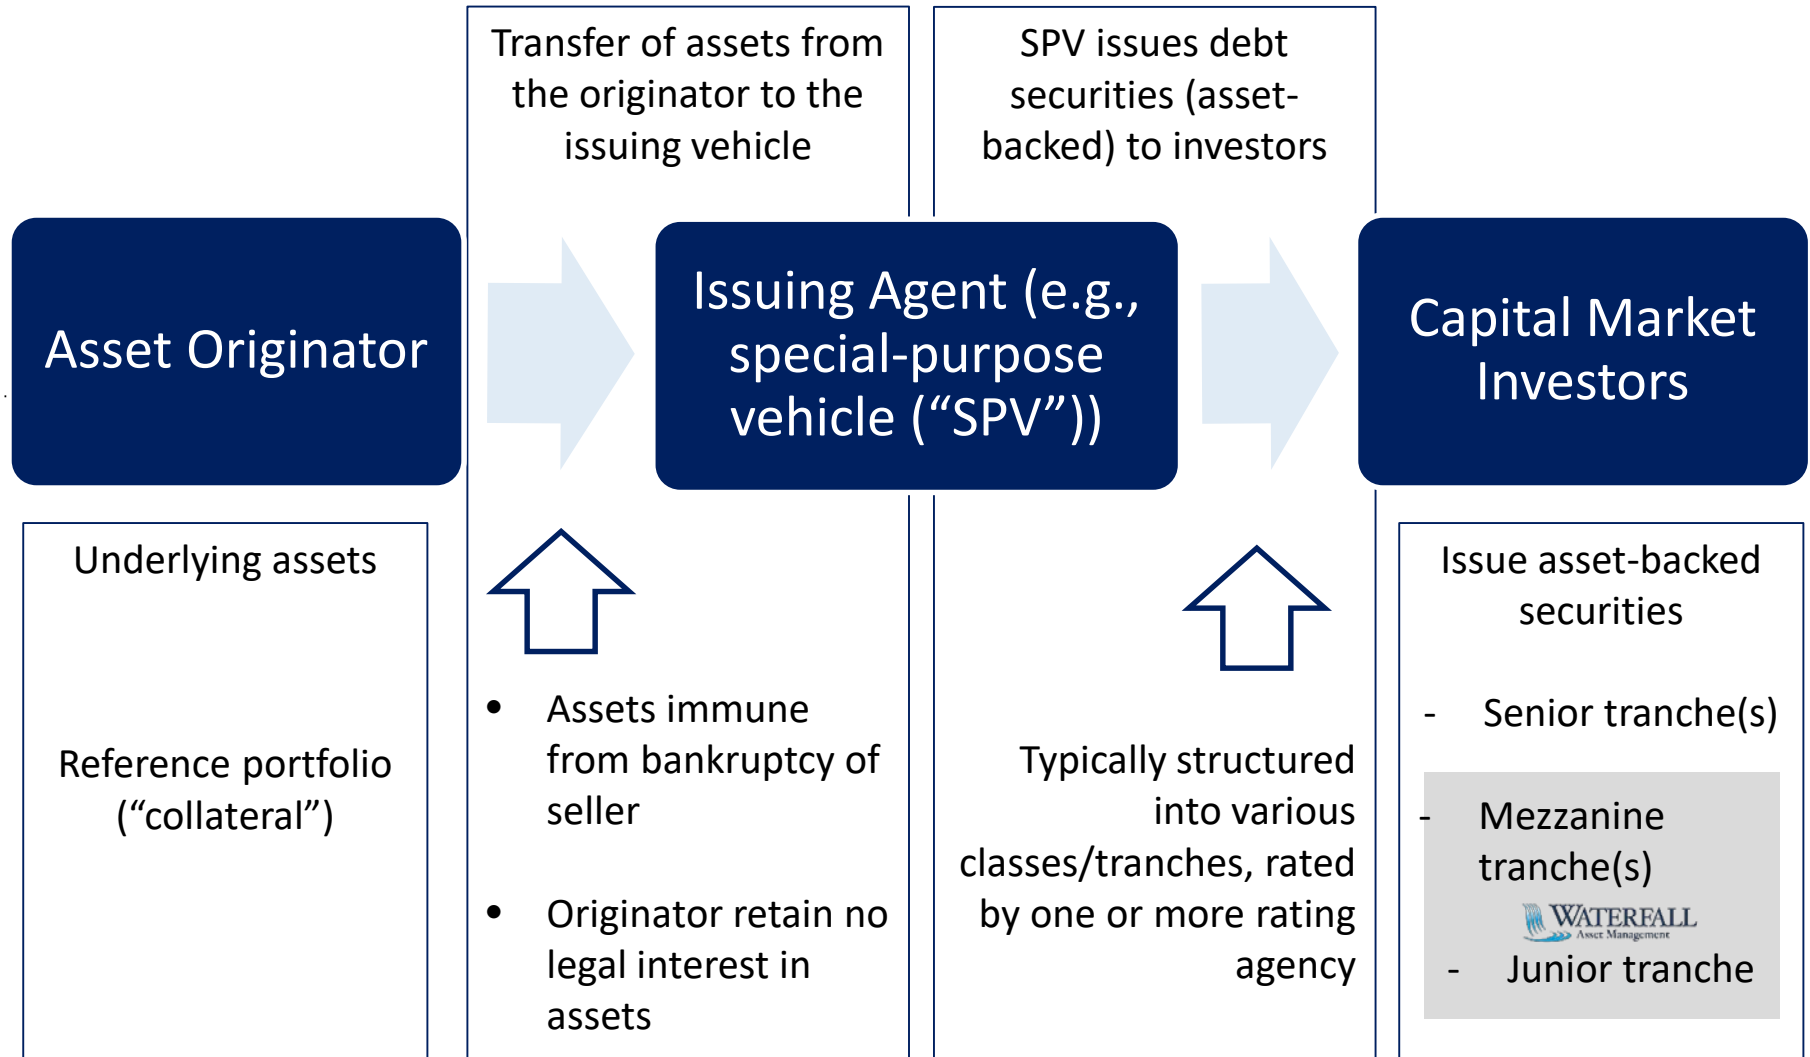 Transfer of assets from
the originator to the
issuing vehicle
SPV issues debt
securities (asset-
backed) to investors
Asset Originator
Issuing Agent (e.g.,
special-purpose
vehicle (“SPV”))
Capital Market
Investors
Underlying assets
Reference portfolio
(“collateral”)
• Assets immune
from bankruptcy of
seller
• Originator retain no
legal interest in
assets
Typically structured
into various
classes/tranches, rated
by one or more rating
agency
Issue asset-backed
securities
- Senior tranche(s)
- Mezzanine
tranche(s)
WATERFALL
Asset Management
- Junior tranche